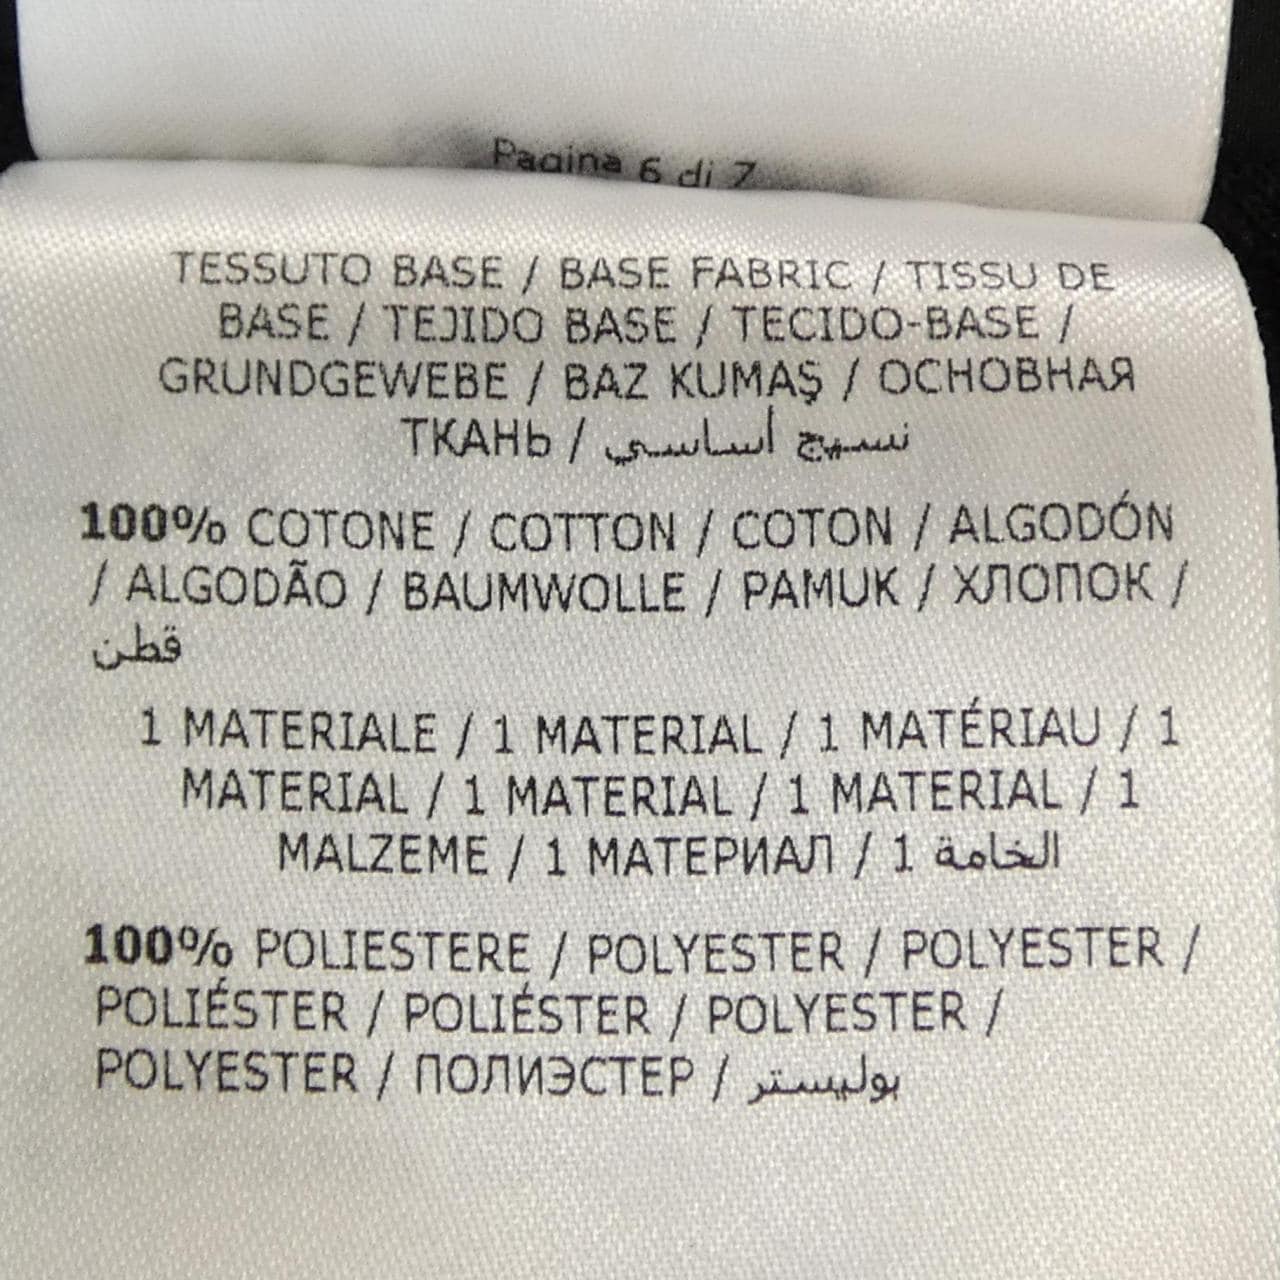 Pagina 6 di 7
TESSUTO BASE / BASE FABRIC / TISSU DE
BASE / TEJIDO BASE / TECIDO-BASE /
GRUNDGEWEBE / BAZ KUMAŞ / ОСНОВНАЯ
ТКАНЬ / نسيج أساسي
100% COTONE / COTTON / COTON / ALGODÓN
/ ALGODÃO / BAUMWOLLE / PAMUK / ХЛОПОК /
قطن
1 MATERIALE / 1 MATERIAL / 1 MATÉRIAU / 1
MATERIAL / 1 MATERIAL / 1 MATERIAL / 1
MALZEME / 1 МАТЕРИАЛ / 1 الخامة
100% POLIESTERE / POLYESTER / POLYESTER /
POLIÉSTER / POLIÉSTER / POLYESTER /
POLYESTER / ПОЛИЭСТЕР / بوليستر